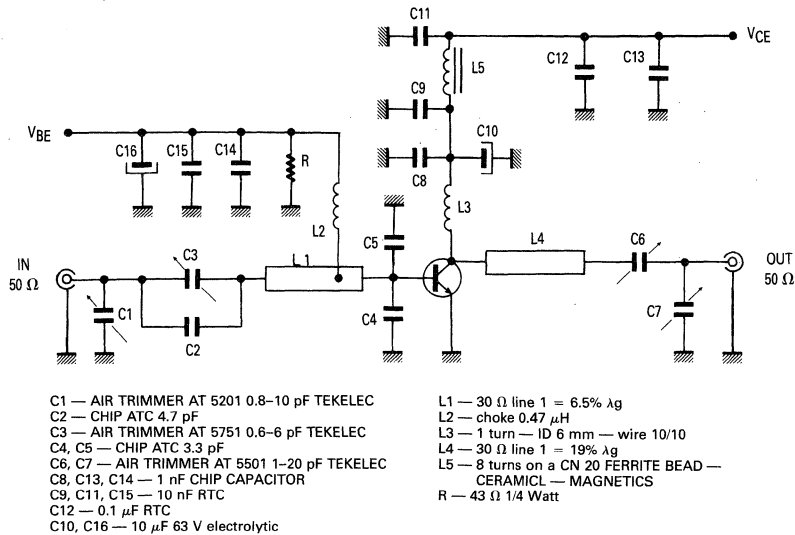 C11
VCE
L5
C12
C13
C9
C10
VBE
C16
C15
C14
R
C8
L3
L2
C5
IN
50 Ω
C3
L1
L4
C6
OUT
50 Ω
C1
C2
C4
C7
C1 — AIR TRIMMER AT 5201 0.8–10 pF TEKELEC
C2 — CHIP ATC 4.7 pF
C3 — AIR TRIMMER AT 5751 0.6–6 pF TEKELEC
C4, C5 — CHIP ATC 3.3 pF
C6, C7 — AIR TRIMMER AT 5501 1–20 pF TEKELEC
C8, C13, C14 — 1 nF CHIP CAPACITOR
C9, C11, C15 — 10 nF RTC
C12 — 0.1 μF RTC
C10, C16 — 10 μF 63 V electrolytic
L1 — 30 Ω line 1 = 6.5% λg
L2 — choke 0.47 μH
L3 — 1 turn — ID 6 mm — wire 10/10
L4 — 30 Ω line 1 = 19% λg
L5 — 8 turns on a CN 20 FERRITE BEAD —
CERAMICL — MAGNETICS
R — 43 Ω 1/4 Watt